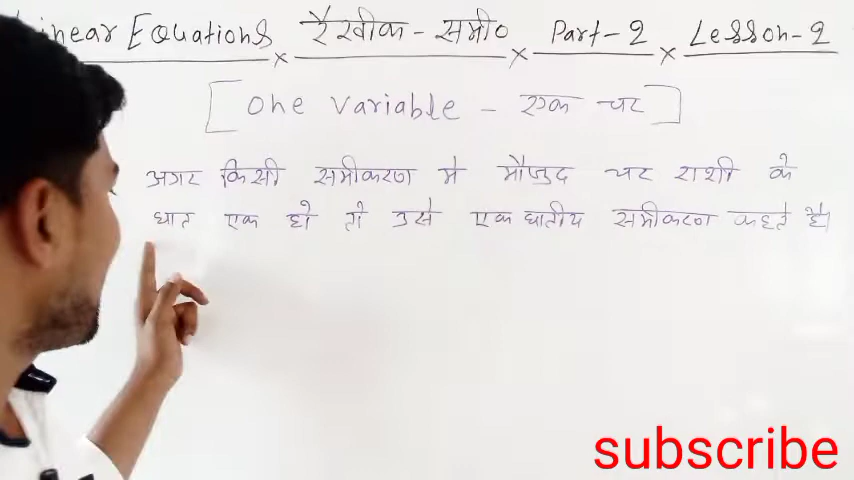 Linear Equations × रैखीक - समी० × Part-2 × Lesson-2
[One variable - एक चर]
अगर किसी समीकरण मे मौजुद चर राशी के
घात एक हो तो उसे एक घातीय समीकरण कहते है।
subscribe